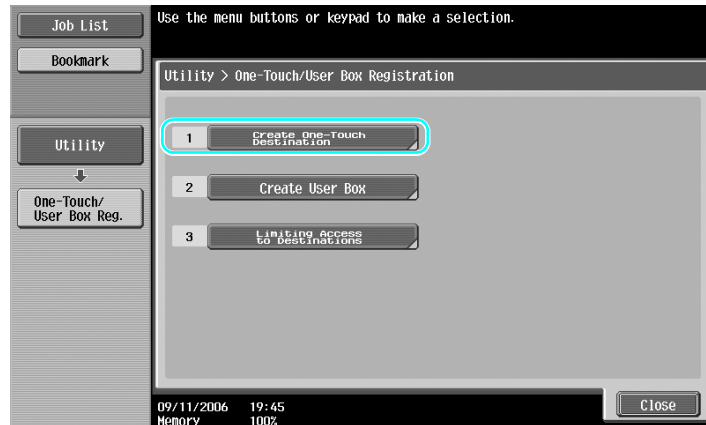 Job List
Bookmark
Use the menu buttons or keypad to make a selection.
Utility > One-Touch/User Box Registration
1 Create One-Touch
Destination
2 Create User Box
3 Limiting Access
to Destinations
Utility
One-Touch/
User Box Reg.
09/11/2006 19:45
Memory 100%
Close